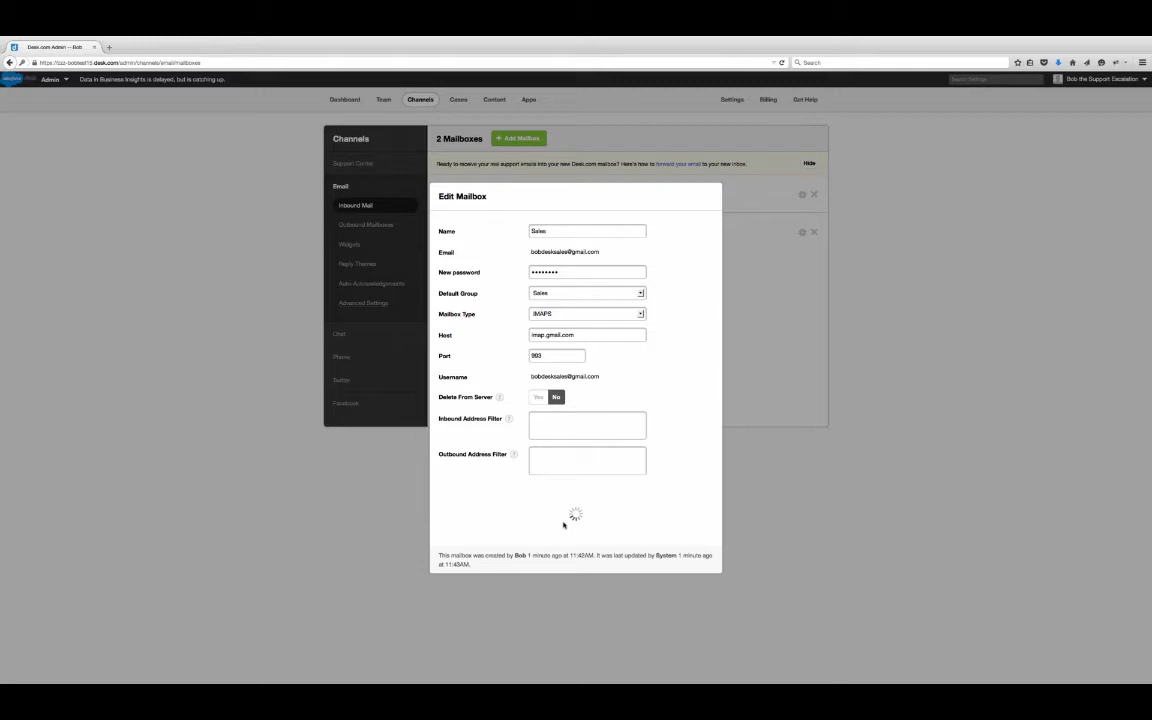 Desk.com Admin -- Bob
https://zzz-bobtest15.desk.com/admin/channels/email/mailboxes
Search
Admin
Data in Business Insights is delayed, but is catching up.
Search Settings
Bob the Support Escalation
Dashboard Team Channels Cases Content Apps Settings Billing Get Help
Channels
2 Mailboxes
+ Add Mailbox
Support Center
Ready to receive your real support emails into your new Desk.com mailbox? Here's how to forward your email to your new inbox.
Hide
Email
Inbound Mail
Outbound Mailboxes
Widgets
Reply Themes
Auto-Acknowledgments
Advanced Settings
Chat
Phone
Twitter
Facebook
Edit Mailbox
Name Sales
Email bobdesksales@gmail.com
New password ••••••••
Default Group Sales
Mailbox Type IMAPS
Host imap.gmail.com
Port 993
Username bobdesksales@gmail.com
Delete From Server ? Yes No
Inbound Address Filter ?
Outbound Address Filter ?
This mailbox was created by Bob 1 minute ago at 11:42AM. It was last updated by System 1 minute ago
at 11:43AM.